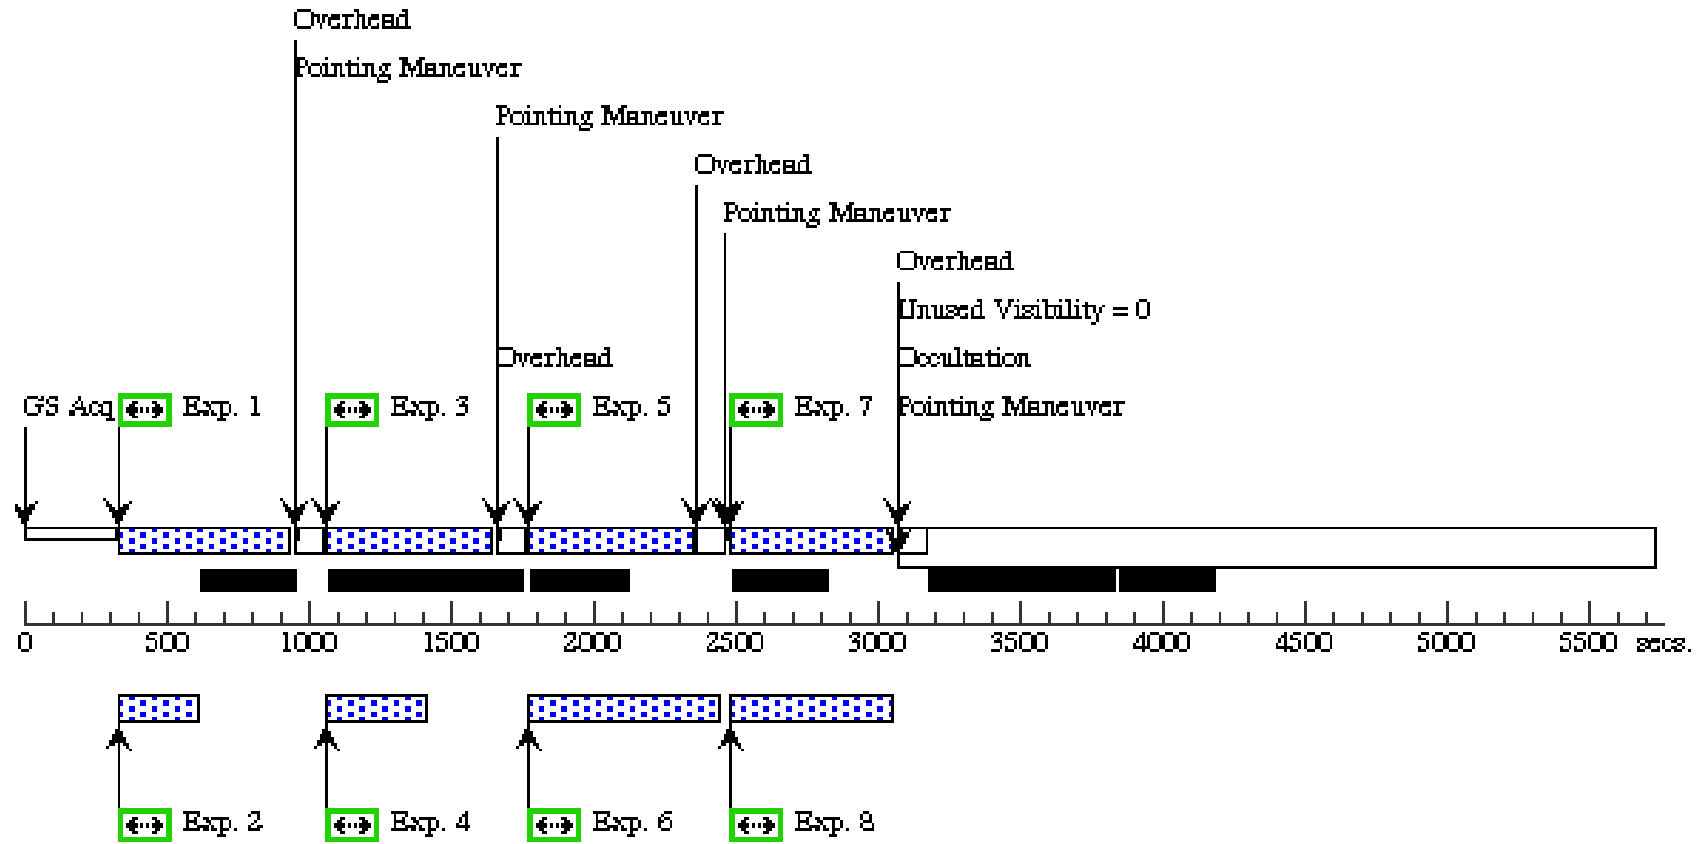 Overhead
Pointing Maneuver
Pointing Maneuver
Overhead
Pointing Maneuver
Overhead
Unused Visibility = 0
Overhead
Occultation
GS Acq
Exp. 1
Exp. 3
Exp. 5
Exp. 7
Pointing Maneuver
0 500 1000 1500 2000 2500 3000 3500 4000 4500 5000 5500 secs.
Exp. 2
Exp. 4
Exp. 6
Exp. 8